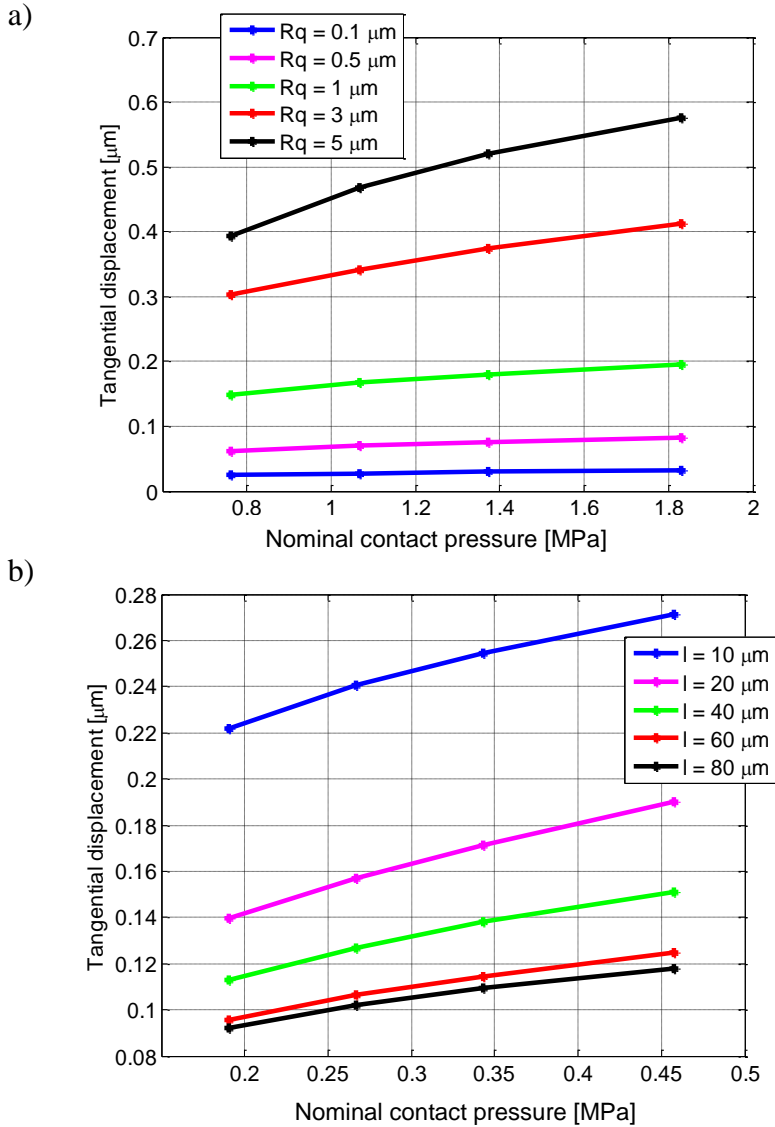 a)
Rq = 0.1 μm
Rq = 0.5 μm
Rq = 1 μm
Rq = 3 μm
Rq = 5 μm
0.7
0.6
0.5
0.4
0.3
0.2
0.1
0
Tangential displacement [μm]
0.8 1 1.2 1.4 1.6 1.8 2
Nominal contact pressure [MPa]
b)
0.28
0.26
0.24
0.22
0.2
0.18
0.16
0.14
0.12
0.1
0.08
Tangential displacement [μm]
l = 10 μm
l = 20 μm
l = 40 μm
l = 60 μm
l = 80 μm
0.2 0.25 0.3 0.35 0.4 0.45 0.5
Nominal contact pressure [MPa]